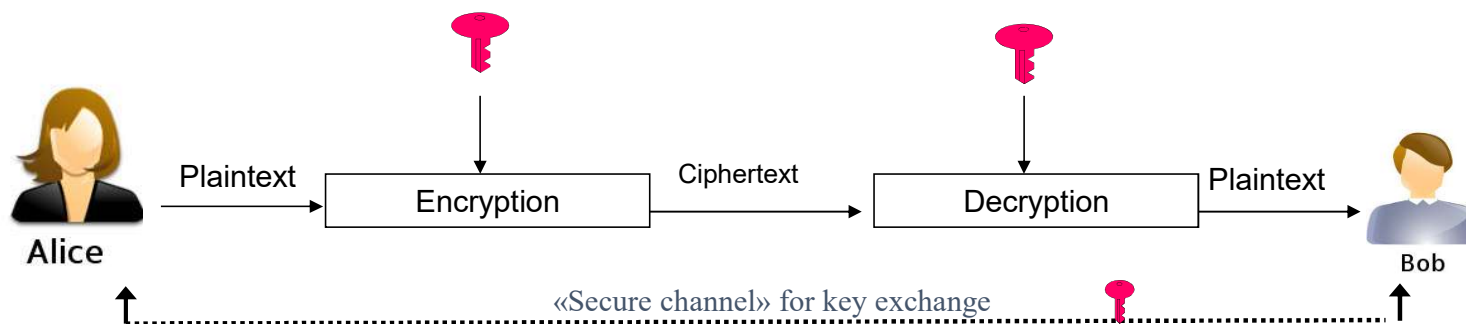 Plaintext
Encryption
Ciphertext
Decryption
Plaintext
Alice
Bob
«Secure channel» for key exchange